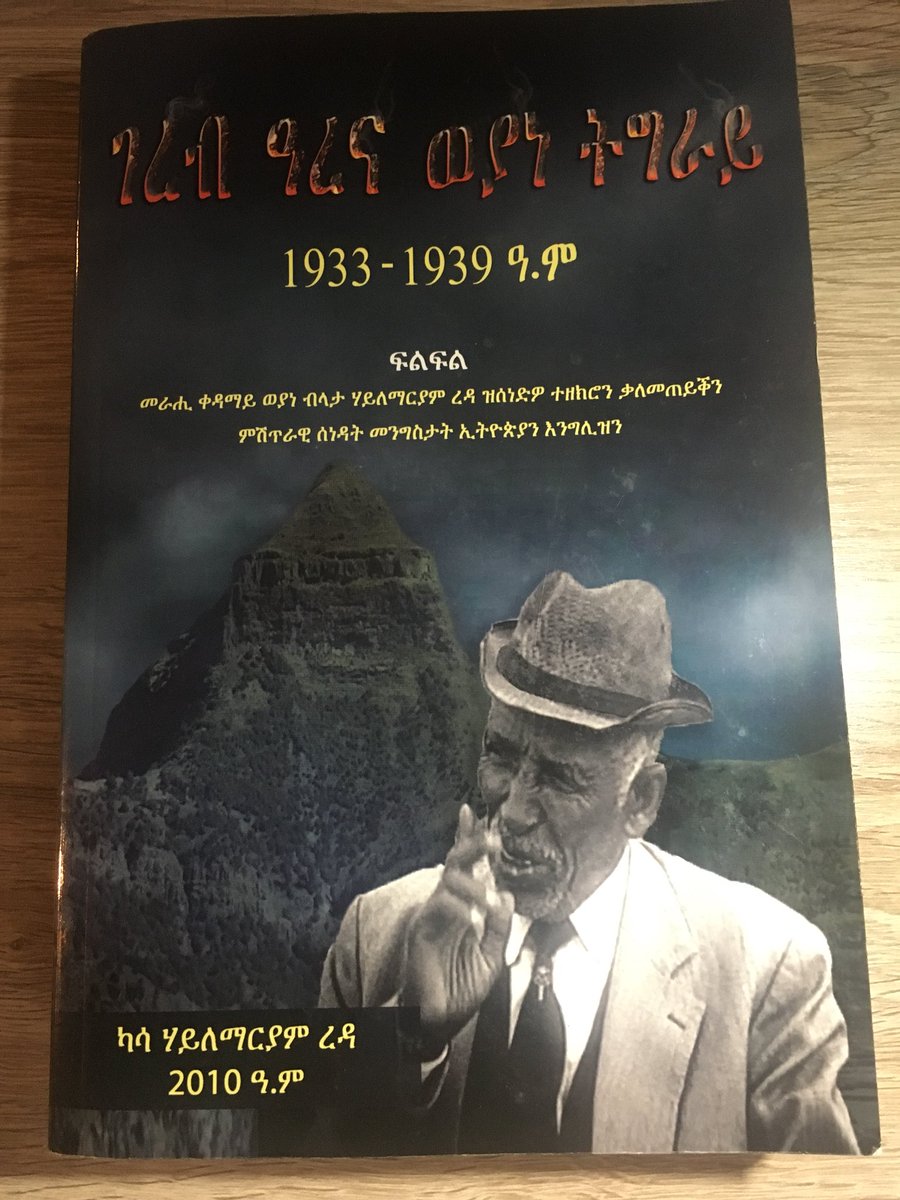 ገረብ ዓረና ወያነ ትግራይ
1933 - 1939 ዓ.ም
ፍልፍል
መራሒ ቀዳማይ ወያነ ብላታ ሃይለማርያም ረዳ ዝሰነድዎ ተዘክሮን ቃለመጠይቕን
ምሽጥራዊ ሰነዳት መንግስታት ኢትዮጵያን እንግሊዝን
ካሳ ሃይለማርያም ረዳ
2010 ዓ.ም